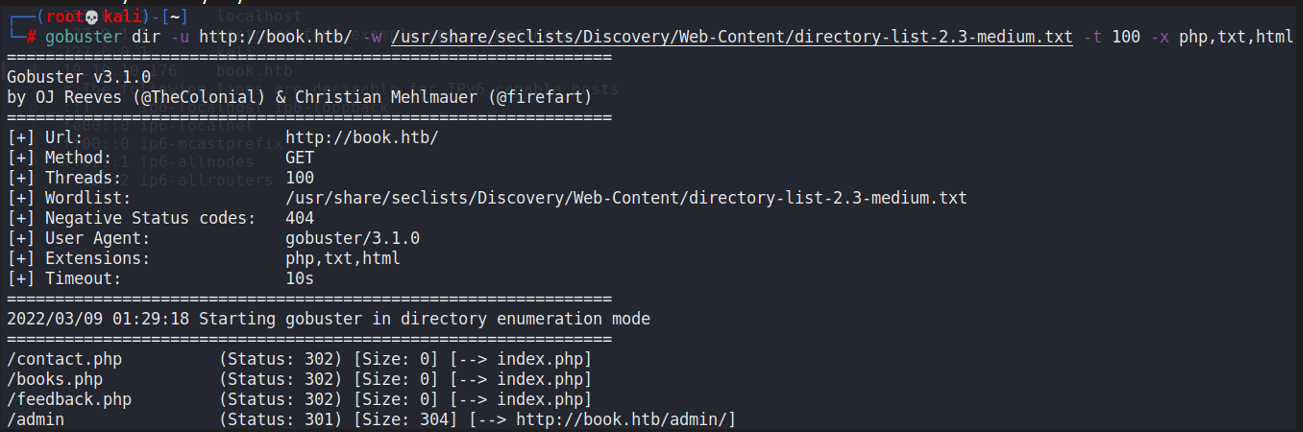 ┌──(root💀kali)-[~]
└─# gobuster dir -u http://book.htb/ -w /usr/share/seclists/Discovery/Web-Content/directory-list-2.3-medium.txt -t 100 -x php,txt,html
===============================================================
Gobuster v3.1.0
by OJ Reeves (@TheColonial) & Christian Mehlmauer (@firefart)
===============================================================
[+] Url:                     http://book.htb/
[+] Method:                  GET
[+] Threads:                 100
[+] Wordlist:                /usr/share/seclists/Discovery/Web-Content/directory-list-2.3-medium.txt
[+] Negative Status codes:   404
[+] User Agent:              gobuster/3.1.0
[+] Extensions:              php,txt,html
[+] Timeout:                 10s
===============================================================
2022/03/09 01:29:18 Starting gobuster in directory enumeration mode
===============================================================
/contact.php          (Status: 302) [Size: 0] [--> index.php]
/books.php            (Status: 302) [Size: 0] [--> index.php]
/feedback.php         (Status: 302) [Size: 0] [--> index.php]
/admin                (Status: 301) [Size: 304] [--> http://book.htb/admin/]